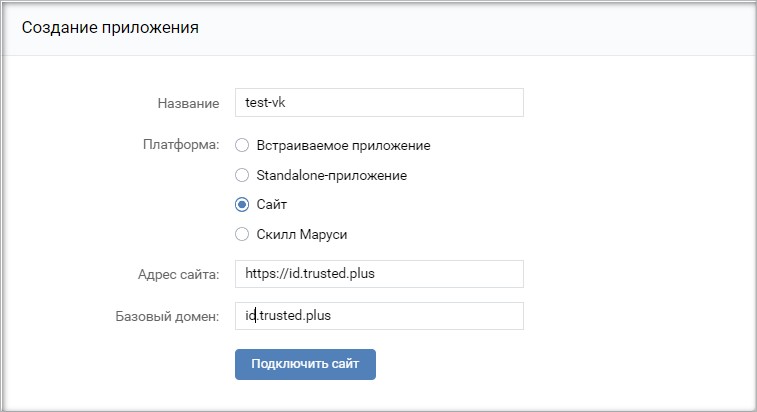 Создание приложения
Название test-vk
Платформа: Встраиваемое приложение
Standalone-приложение
Сайт
Скилл Маруси
Адрес сайта: https://id.trusted.plus
Базовый домен: id.trusted.plus
Подключить сайт